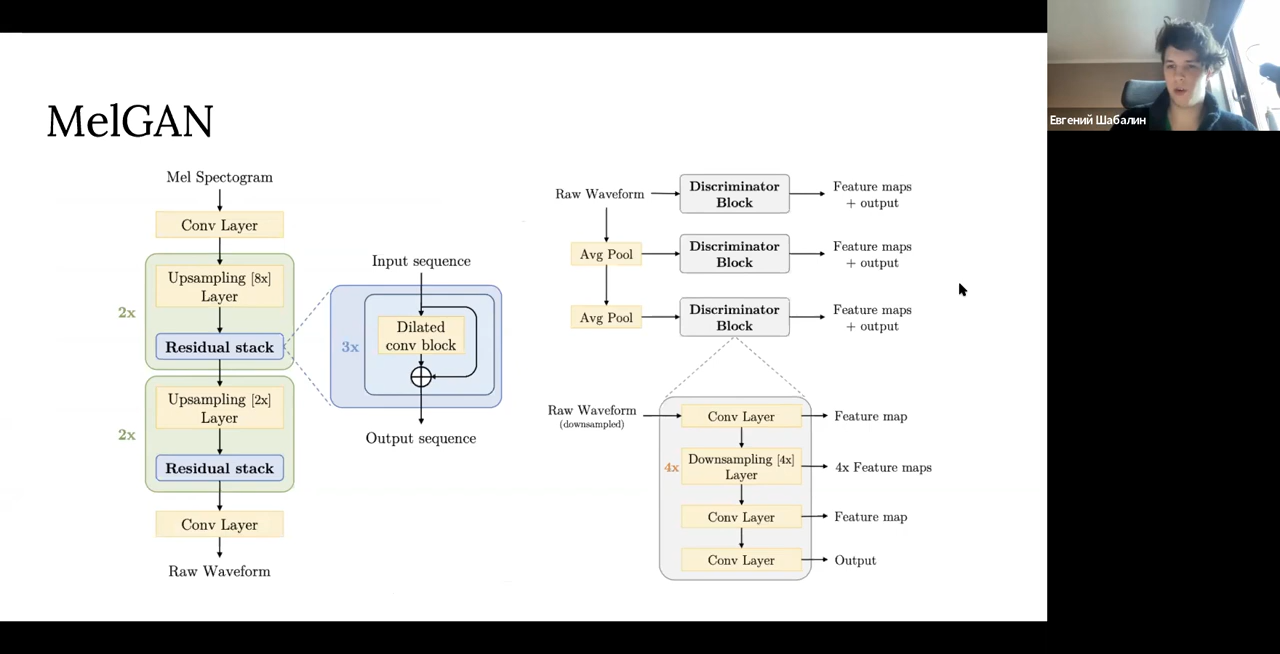 MelGAN
Mel Spectogram
Conv Layer
2x
Upsampling [8x]
Layer
Residual stack
2x
Upsampling [2x]
Layer
Residual stack
Conv Layer
Raw Waveform
Input sequence
3x
Dilated
conv block
Output sequence
Raw Waveform
Discriminator
Block
Feature maps
+ output
Avg Pool
Discriminator
Block
Feature maps
+ output
Avg Pool
Discriminator
Block
Feature maps
+ output
Raw Waveform
(downsampled)
Conv Layer
Feature map
4x
Downsampling [4x]
Layer
4x Feature maps
Conv Layer
Feature map
Conv Layer
Output
Евгений Шабалин